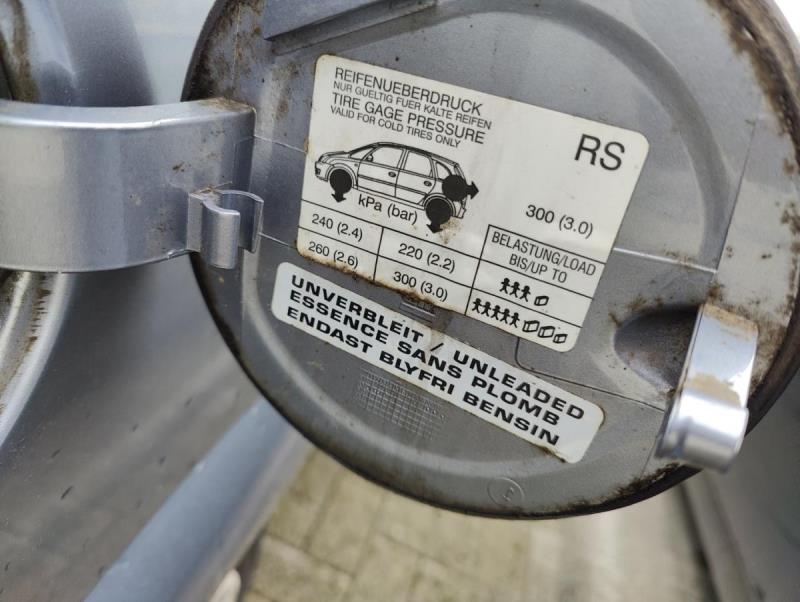 REIFENUEBERDRUCK
NUR GUELTIG FUER KALTE REIFEN
TIRE GAGE PRESSURE
VALID FOR COLD TIRES ONLY
RS
kPa (bar)
300 (3.0)
240 (2.4) 220 (2.2) BELASTUNG/LOAD
BIS/UP TO
260 (2.6) 300 (3.0)
UNVERBLEIT / UNLEADED
ESSENCE SANS PLOMB
ENDAST BLYFRI BENSIN